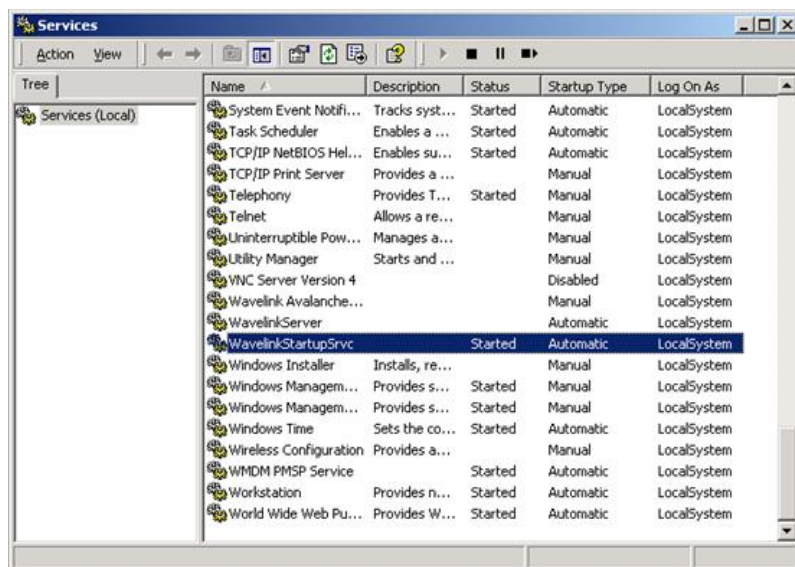 Services
Action View
Tree
Name Description Status Startup Type Log On As
Services (Local)
System Event Notifi... Tracks syst... Started Automatic LocalSystem
Task Scheduler Enables a ... Started Automatic LocalSystem
TCP/IP NetBIOS Hel... Enables su... Started Automatic LocalSystem
TCP/IP Print Server Provides a ... Manual LocalSystem
Telephony Provides T... Started Manual LocalSystem
Telnet Allows a re... Manual LocalSystem
Uninterruptible Pow... Manages a... Manual LocalSystem
Utility Manager Starts and ... Manual LocalSystem
VNC Server Version 4 Disabled LocalSystem
Wavelink Avalanche... Manual LocalSystem
WavelinkServer Automatic LocalSystem
WavelinkStartupSrvc Started Automatic LocalSystem
Windows Installer Installs, re... Manual LocalSystem
Windows Managem... Provides s... Started Manual LocalSystem
Windows Managem... Provides s... Started Manual LocalSystem
Windows Time Sets the co... Started Automatic LocalSystem
Wireless Configuration Provides a... Manual LocalSystem
WMDM PMSP Service Started Automatic LocalSystem
Workstation Provides n... Started Automatic LocalSystem
World Wide Web Pu... Provides W... Started Automatic LocalSystem